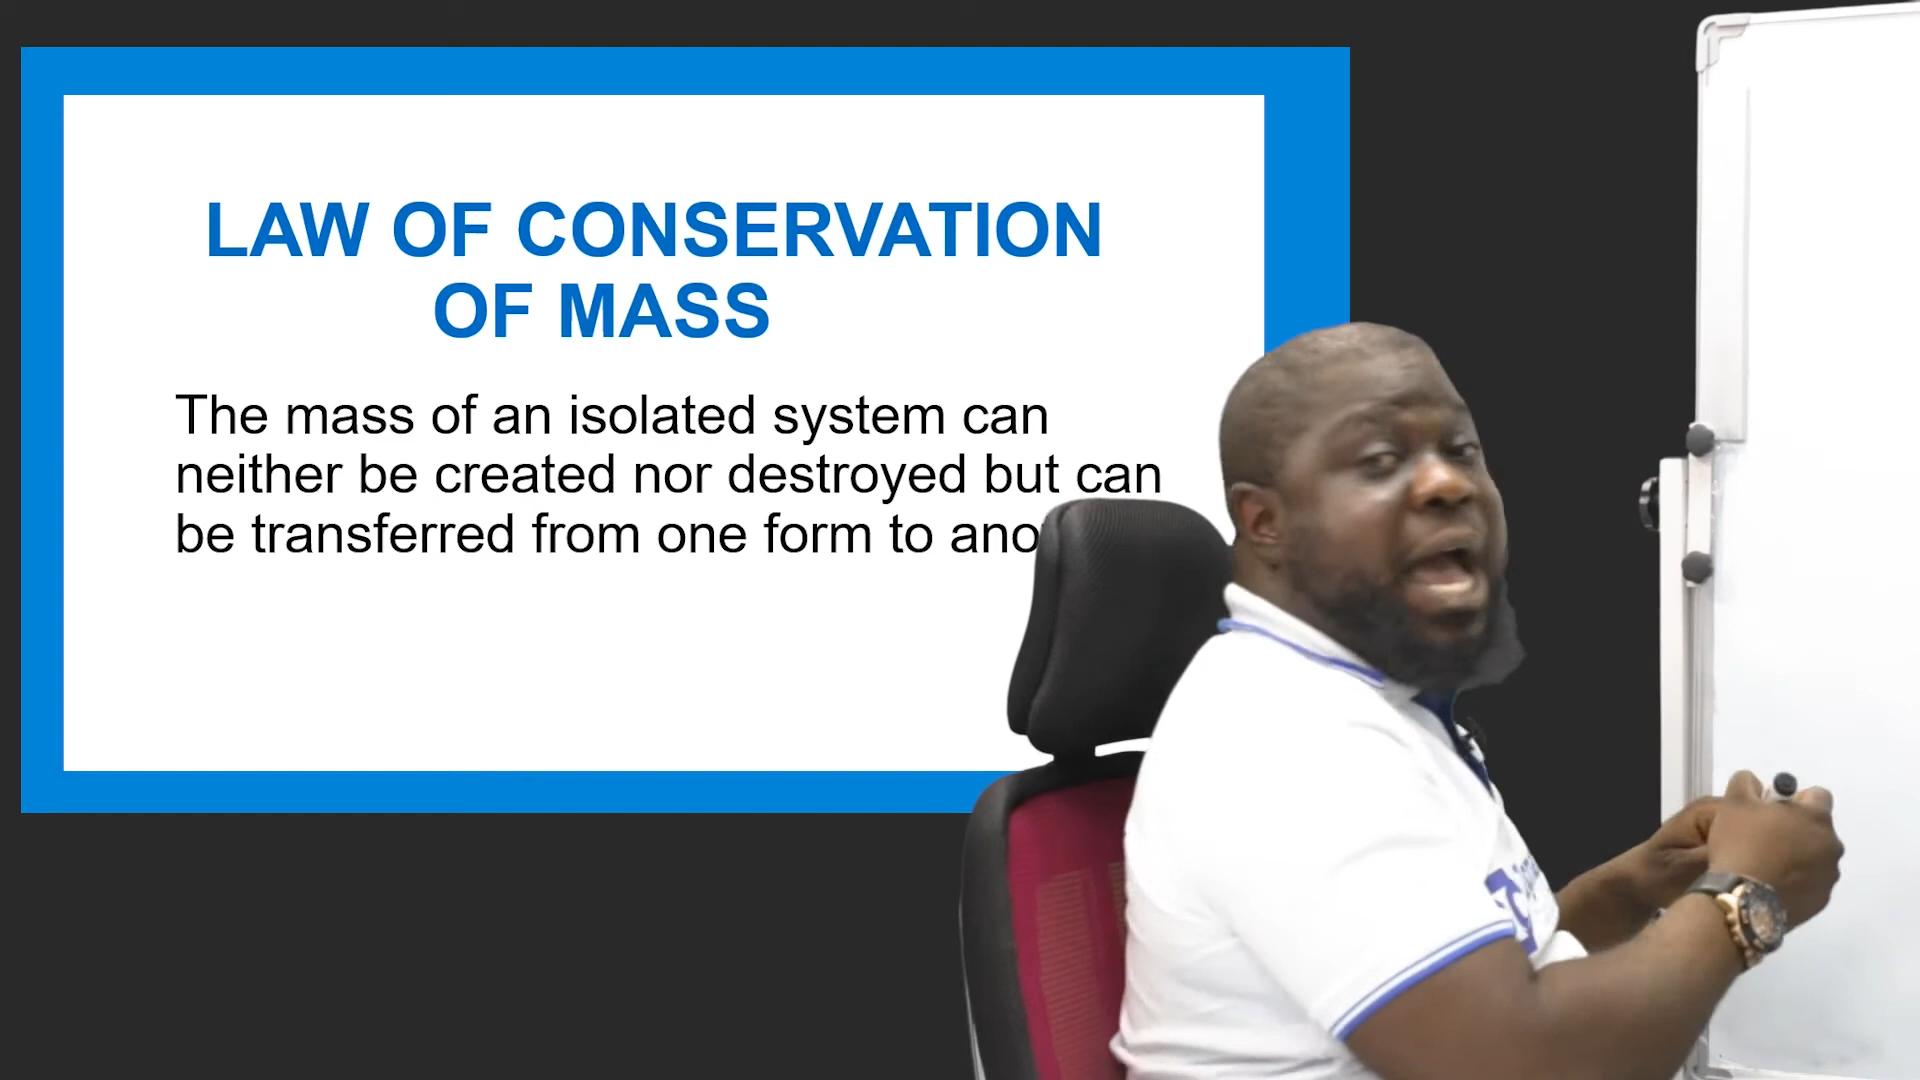 LAW OF CONSERVATION
OF MASS
The mass of an isolated system can
neither be created nor destroyed but can
be transferred from one form to